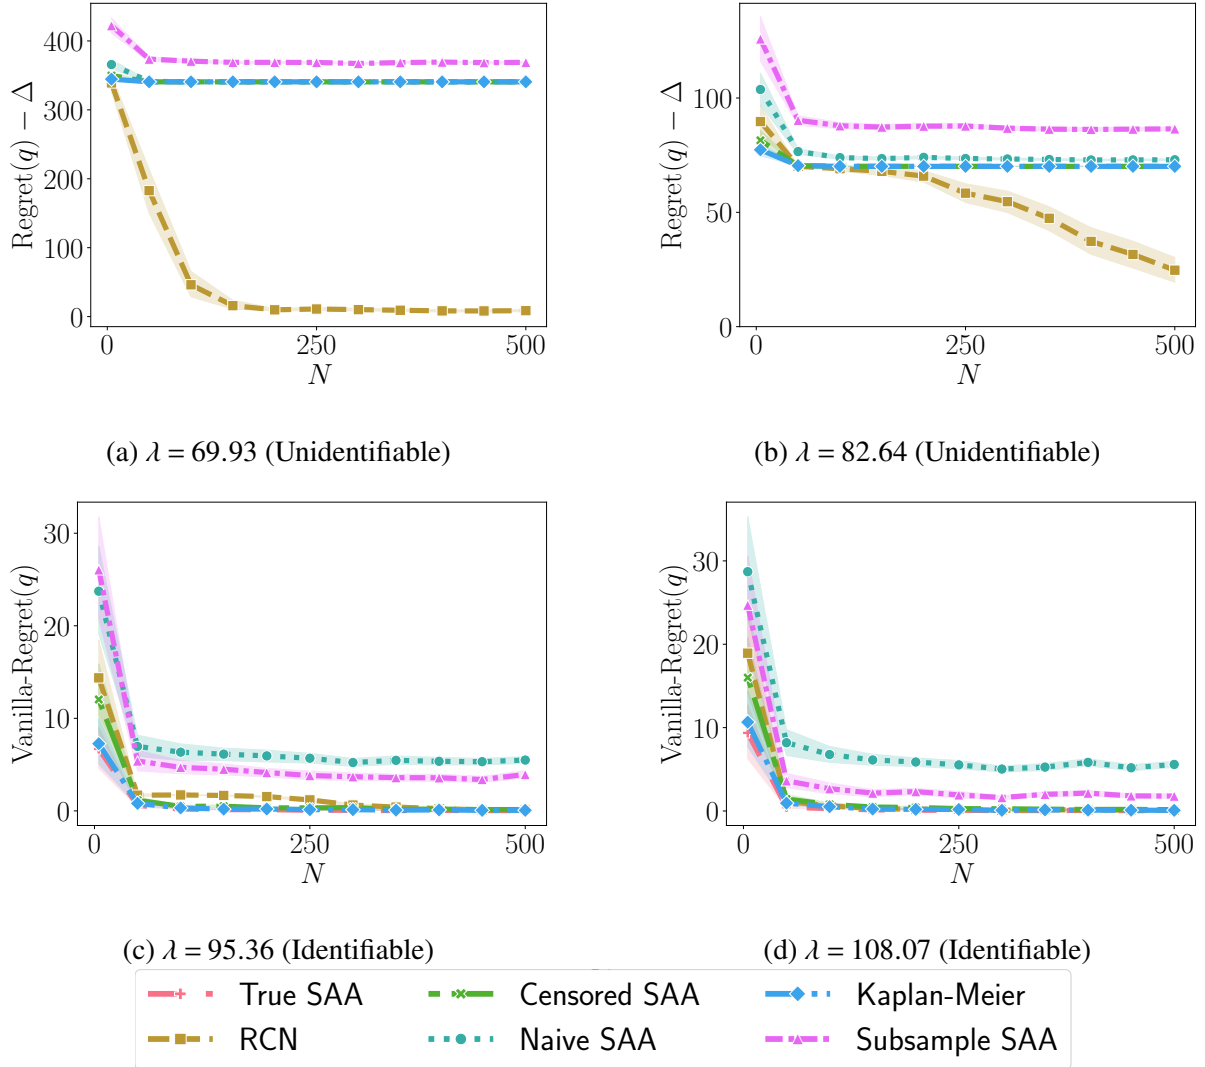 400
300
200
100
0
Regret(q) − Δ
0 250 500
N
(a) λ = 69.93 (Unidentifiable)
100
50
0
Regret(q) − Δ
0 250 500
N
(b) λ = 82.64 (Unidentifiable)
30
20
10
0
Vanilla-Regret(q)
0 250 500
N
(c) λ = 95.36 (Identifiable)
30
20
10
0
Vanilla-Regret(q)
0 250 500
N
(d) λ = 108.07 (Identifiable)
True SAA Censored SAA Kaplan-Meier
RCN Naive SAA Subsample SAA